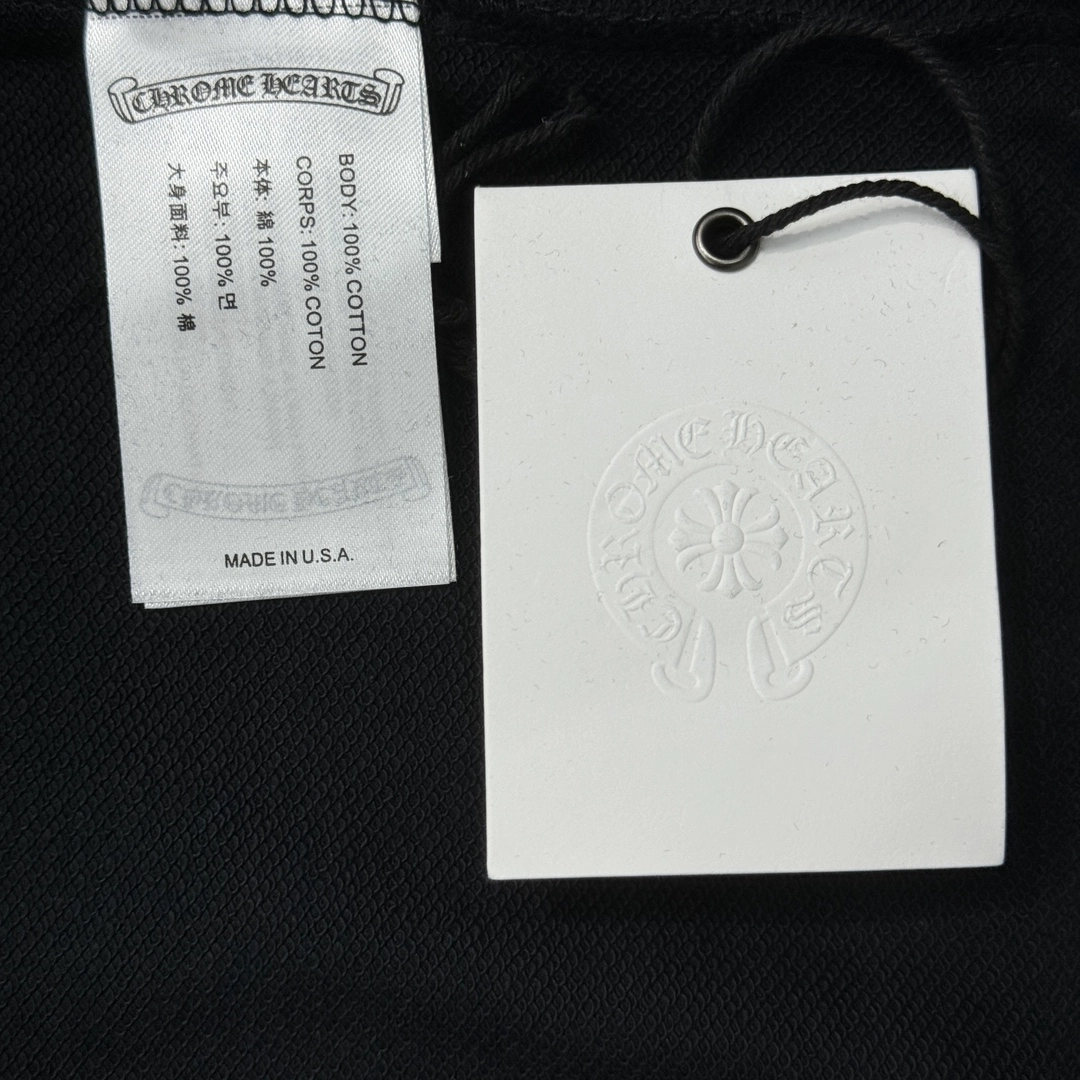 CHROME HEARTS
BODY: 100% COTTON
CORPS: 100% COTON
本体: 綿 100%
주요부: 100% 면
大身面料: 100% 棉
MADE IN U.S.A.
CHROME HEARTS